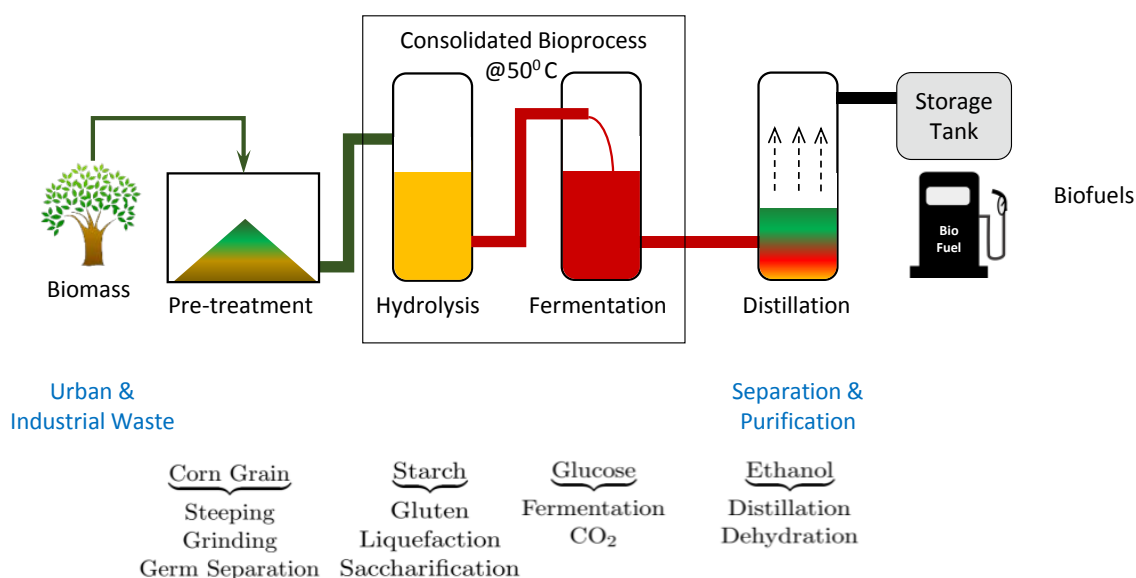 Consolidated Bioprocess
@50⁰ C
Storage
Tank
Biofuels
Bio
Fuel
Biomass
Pre-treatment
Hydrolysis
Fermentation
Distillation
Urban &
Industrial Waste
Separation &
Purification
Corn Grain
Steeping
Grinding
Germ Separation
Starch
Gluten
Liquefaction
Saccharification
Glucose
Fermentation
CO₂
Ethanol
Distillation
Dehydration